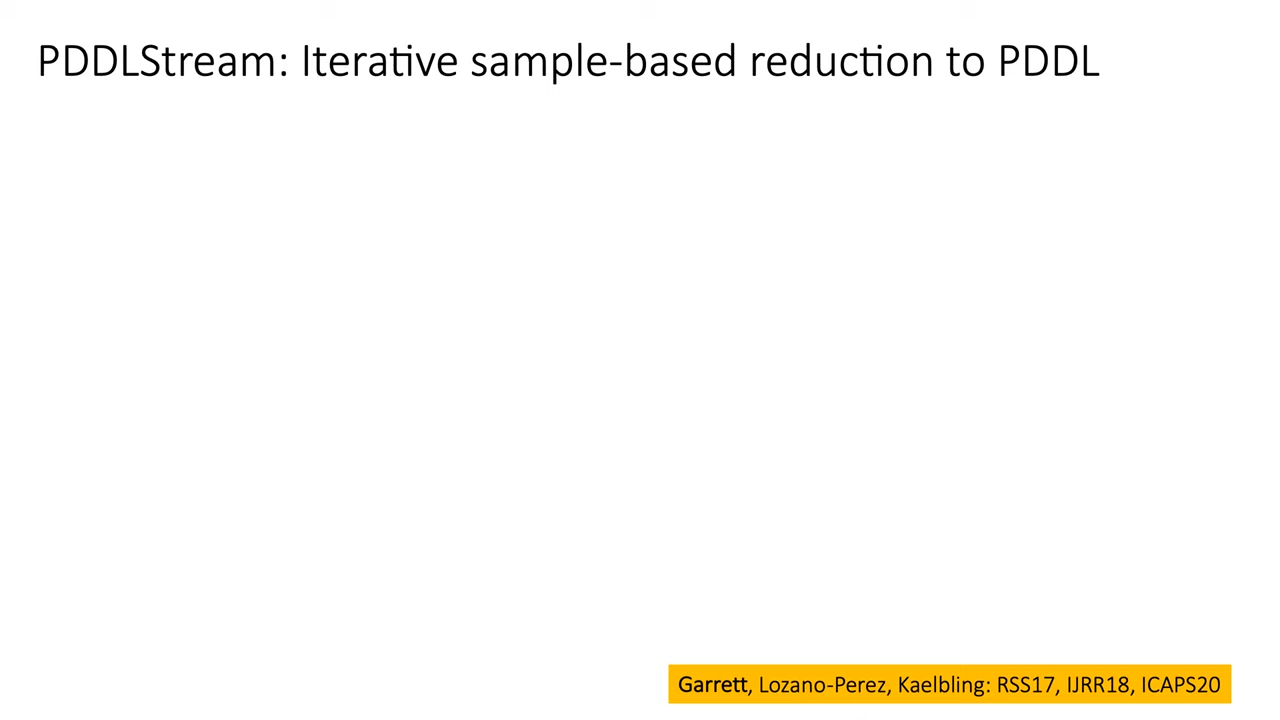 PDDLStream: Iterative sample-based reduction to PDDL
Garrett, Lozano-Perez, Kaelbling: RSS17, IJRR18, ICAPS20